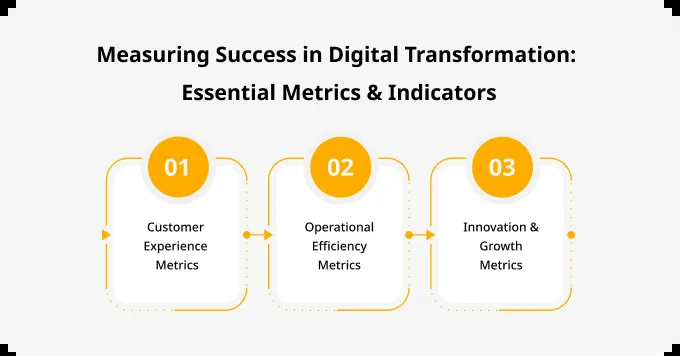 Measuring Success in Digital Transformation:
Essential Metrics & Indicators
01
Customer
Experience
Metrics
02
Operational
Efficiency
Metrics
03
Innovation &
Growth
Metrics